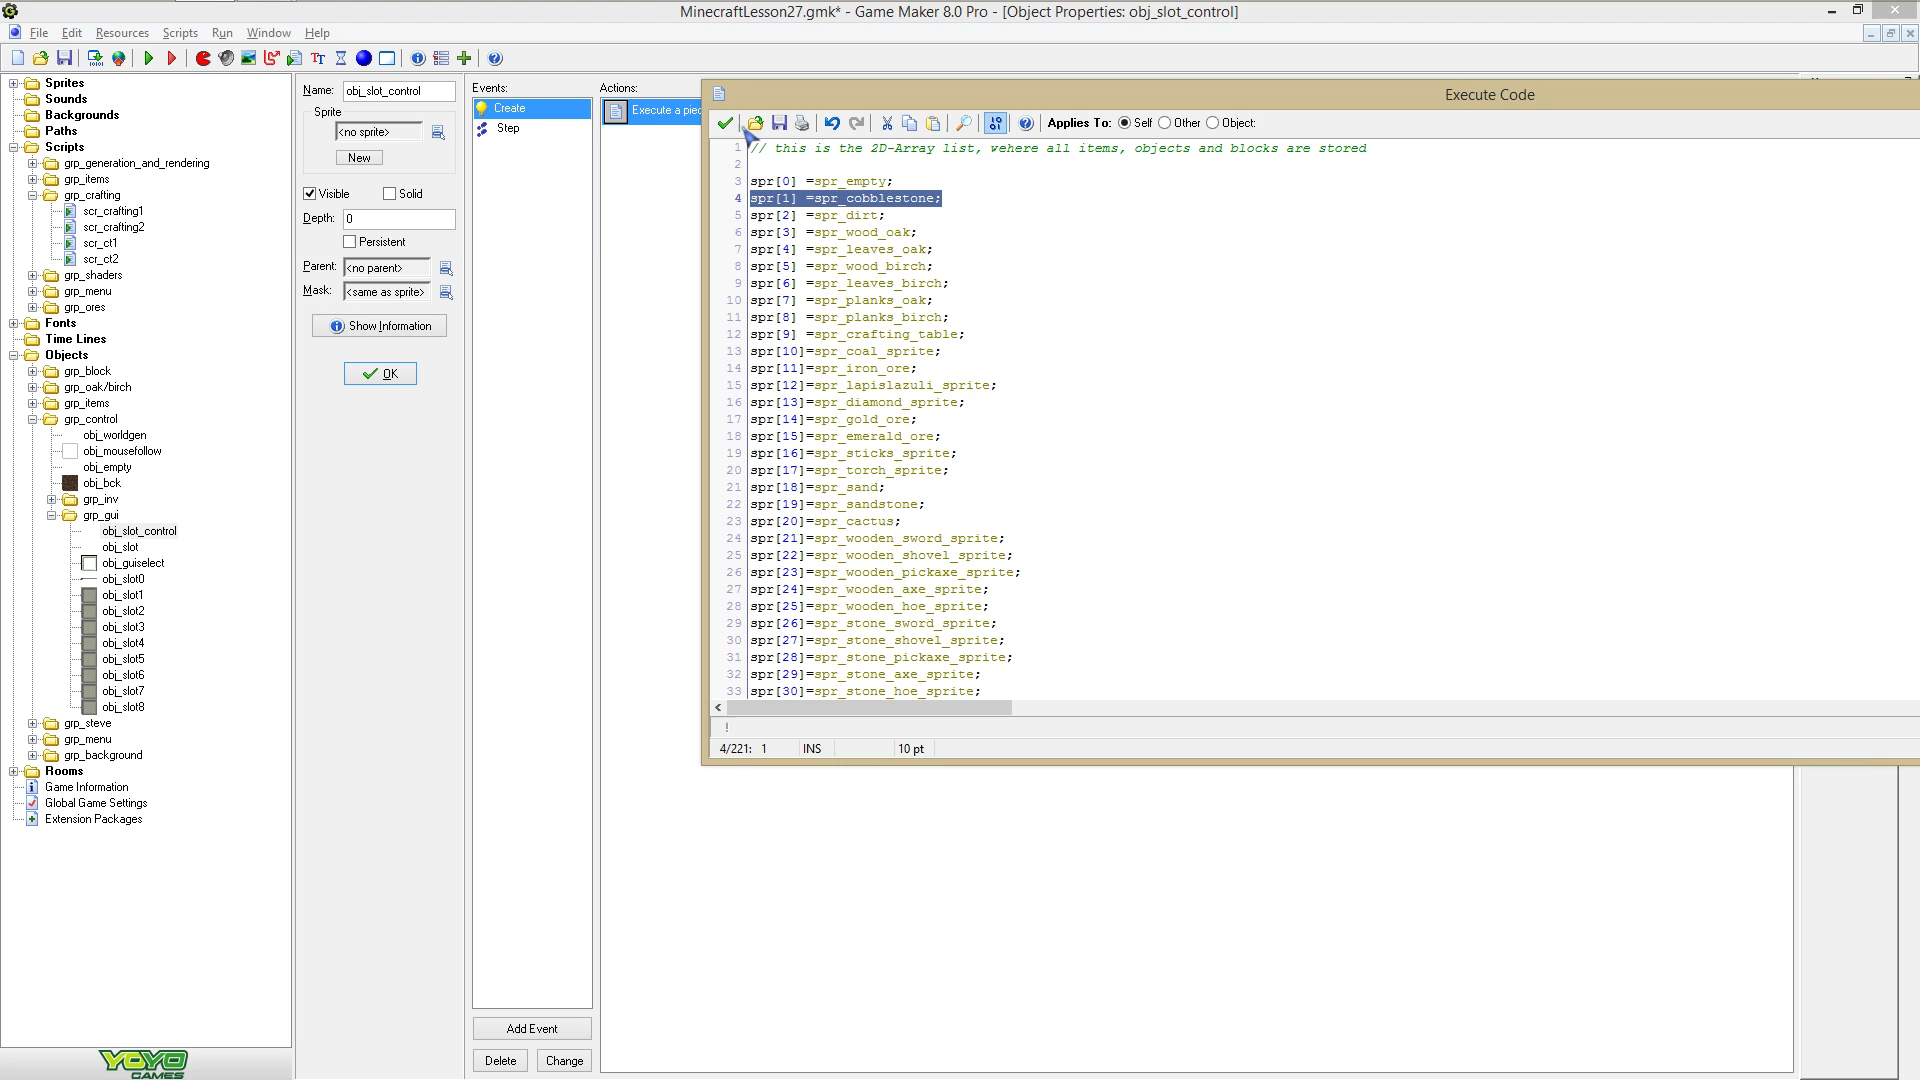 MinecraftLesson27.gmk* - Game Maker 8.0 Pro - [Object Properties: obj_slot_control]
File Edit Resources Scripts Run Window Help
Sprites
Sounds
Backgrounds
Paths
Scripts
grp_generation_and_rendering
grp_items
grp_crafting
scr_crafting1
scr_crafting2
scr_ct1
scr_ct2
grp_shaders
grp_menu
grp_ores
Fonts
Time Lines
Objects
grp_block
grp_oak/birch
grp_items
grp_control
obj_worldgen
obj_mousefollow
obj_empty
obj_bck
grp_inv
grp_gui
obj_slot_control
obj_slot
obj_guiselect
obj_slot0
obj_slot1
obj_slot2
obj_slot3
obj_slot4
obj_slot5
obj_slot6
obj_slot7
obj_slot8
grp_steve
grp_menu
grp_background
Rooms
Game Information
Global Game Settings
Extension Packages
YOYO GAMES
Name: obj_slot_control
Sprite
<no sprite>
New
Visible Solid
Depth: 0
Persistent
Parent: <no parent>
Mask: <same as sprite>
Show Information
OK
Events:
Create
Step
Add Event
Delete Change
Actions:
Execute a piec
Execute Code
Applies To: Self Other Object:
1 // this is the 2D-Array list, vehere all items, objects and blocks are stored
2
3 spr[0] =spr_empty;
4 spr[1] =spr_cobblestone;
5 spr[2] =spr_dirt;
6 spr[3] =spr_wood_oak;
7 spr[4] =spr_leaves_oak;
8 spr[5] =spr_wood_birch;
9 spr[6] =spr_leaves_birch;
10 spr[7] =spr_planks_oak;
11 spr[8] =spr_planks_birch;
12 spr[9] =spr_crafting_table;
13 spr[10]=spr_coal_sprite;
14 spr[11]=spr_iron_ore;
15 spr[12]=spr_lapislazuli_sprite;
16 spr[13]=spr_diamond_sprite;
17 spr[14]=spr_gold_ore;
18 spr[15]=spr_emerald_ore;
19 spr[16]=spr_sticks_sprite;
20 spr[17]=spr_torch_sprite;
21 spr[18]=spr_sand;
22 spr[19]=spr_sandstone;
23 spr[20]=spr_cactus;
24 spr[21]=spr_wooden_sword_sprite;
25 spr[22]=spr_wooden_shovel_sprite;
26 spr[23]=spr_wooden_pickaxe_sprite;
27 spr[24]=spr_wooden_axe_sprite;
28 spr[25]=spr_wooden_hoe_sprite;
29 spr[26]=spr_stone_sword_sprite;
30 spr[27]=spr_stone_shovel_sprite;
31 spr[28]=spr_stone_pickaxe_sprite;
32 spr[29]=spr_stone_axe_sprite;
33 spr[30]=spr_stone_hoe_sprite;
!
4/221: 1 INS 10 pt